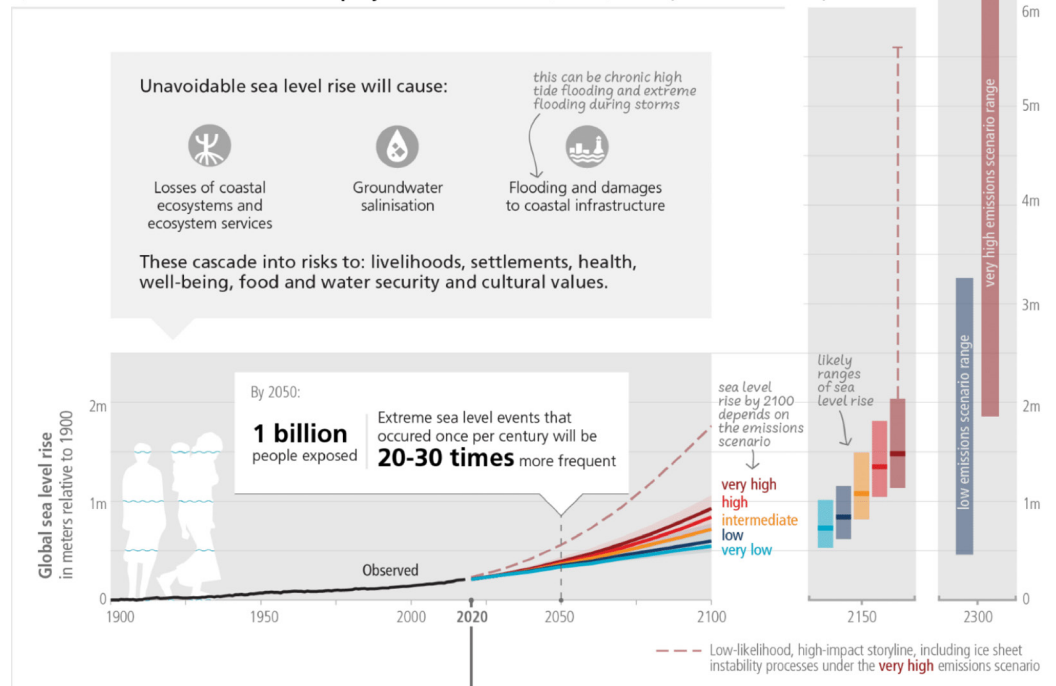 Unavoidable sea level rise will cause:
this can be chronic high
tide flooding and extreme
flooding during storms
Losses of coastal
ecosystems and
ecosystem services
Groundwater
salinisation
Flooding and damages
to coastal infrastructure
These cascade into risks to: livelihoods, settlements, health,
well-being, food and water security and cultural values.
Global sea level rise
in meters relative to 1900
2m
1m
0
By 2050:
1 billion
people exposed
Extreme sea level events that
occured once per century will be
20-30 times more frequent
Observed
1900
1950
2000
2020
2050
2100
sea level
rise by 2100
depends on
the emissions
scenario
very high
high
intermediate
low
very low
likely
ranges
of sea
level rise
2150
low emissions scenario range
very high emissions scenario range
2300
6m
5m
4m
3m
2m
1m
0
Low-likelihood, high-impact storyline, including ice sheet
instability processes under the very high emissions scenario